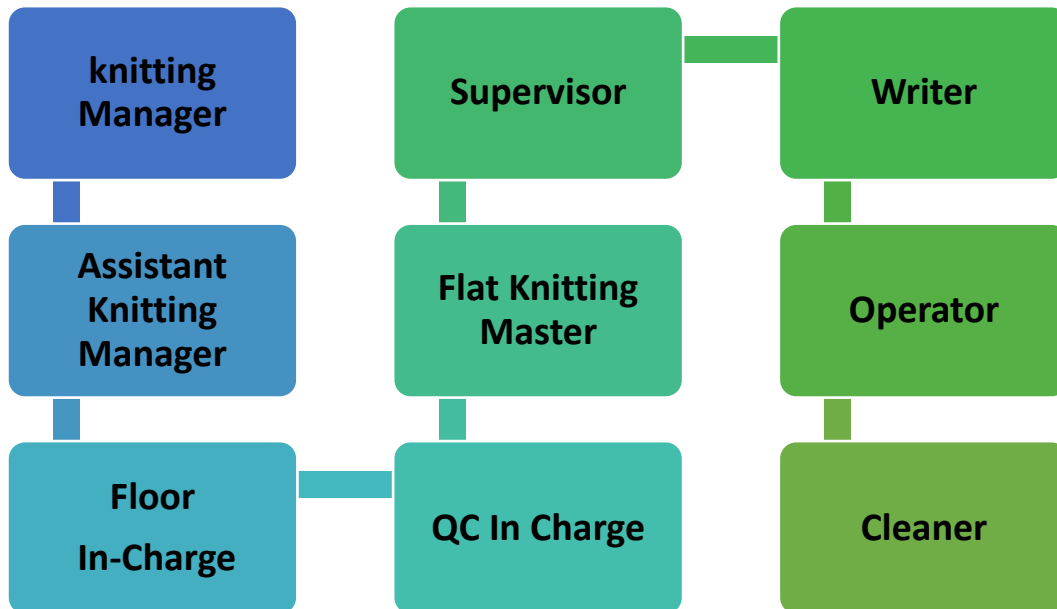 knitting
Manager
Assistant
Knitting
Manager
Floor
In-Charge
QC In Charge
Flat Knitting
Master
Supervisor
Writer
Operator
Cleaner